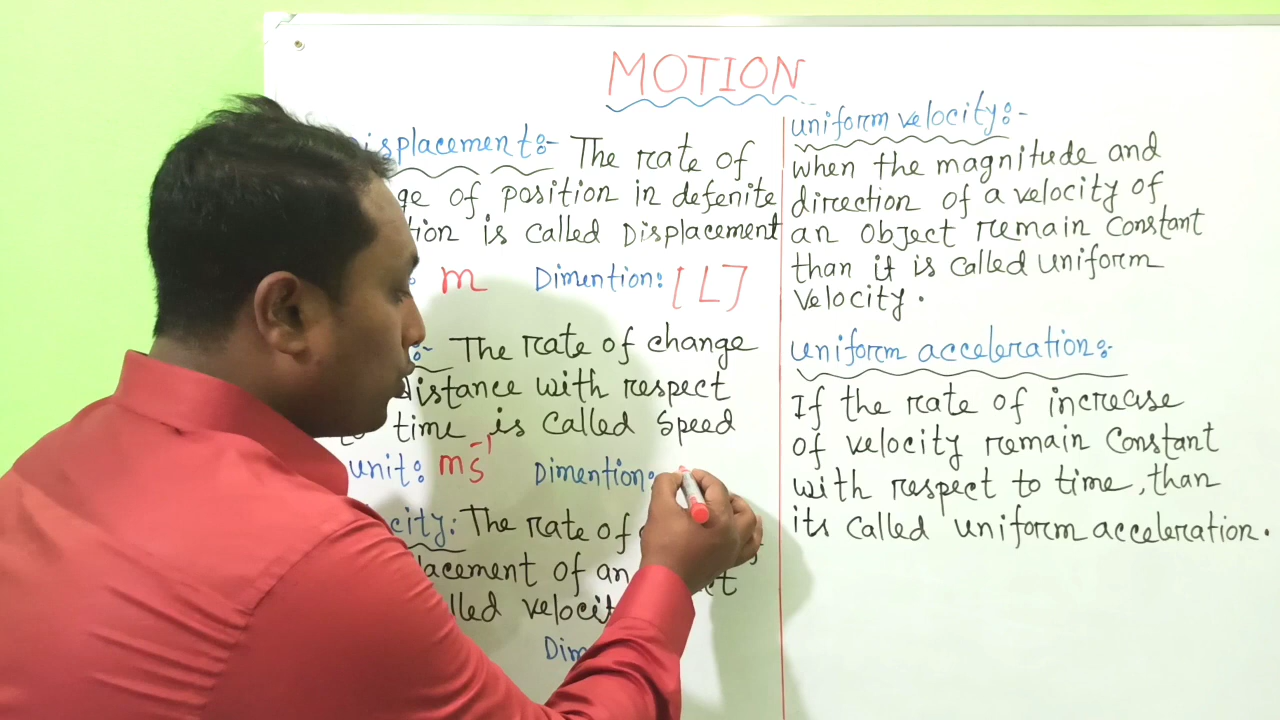 MOTION
isplacement:- The rate of
ge of position in defenite
tion is called Displacement
: m Dimention: [L]
:- The rate of change
distance with respect
time is called Speed
unit: ms-1 Dimention:
city: The rate of
lacement of an
lled velocit
Dim
uniform velocity:-
when the magnitude and
direction of a velocity of
an object remain constant
than it is called uniform
velocity.
uniform acceleration:-
If the rate of increase
of velocity remain constant
with respect to time, than
its called uniform acceleration.